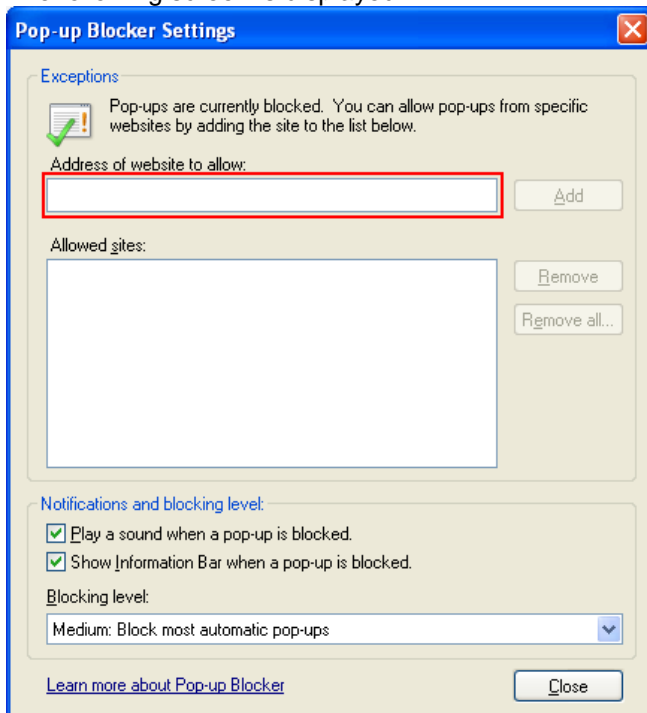 Pop-up Blocker Settings
Exceptions
Pop-ups are currently blocked. You can allow pop-ups from specific
websites by adding the site to the list below.
Address of website to allow:
Add
Allowed sites:
Remove
Remove all...
Notifications and blocking level:
Play a sound when a pop-up is blocked.
Show Information Bar when a pop-up is blocked.
Blocking level:
Medium: Block most automatic pop-ups
Learn more about Pop-up Blocker
Close